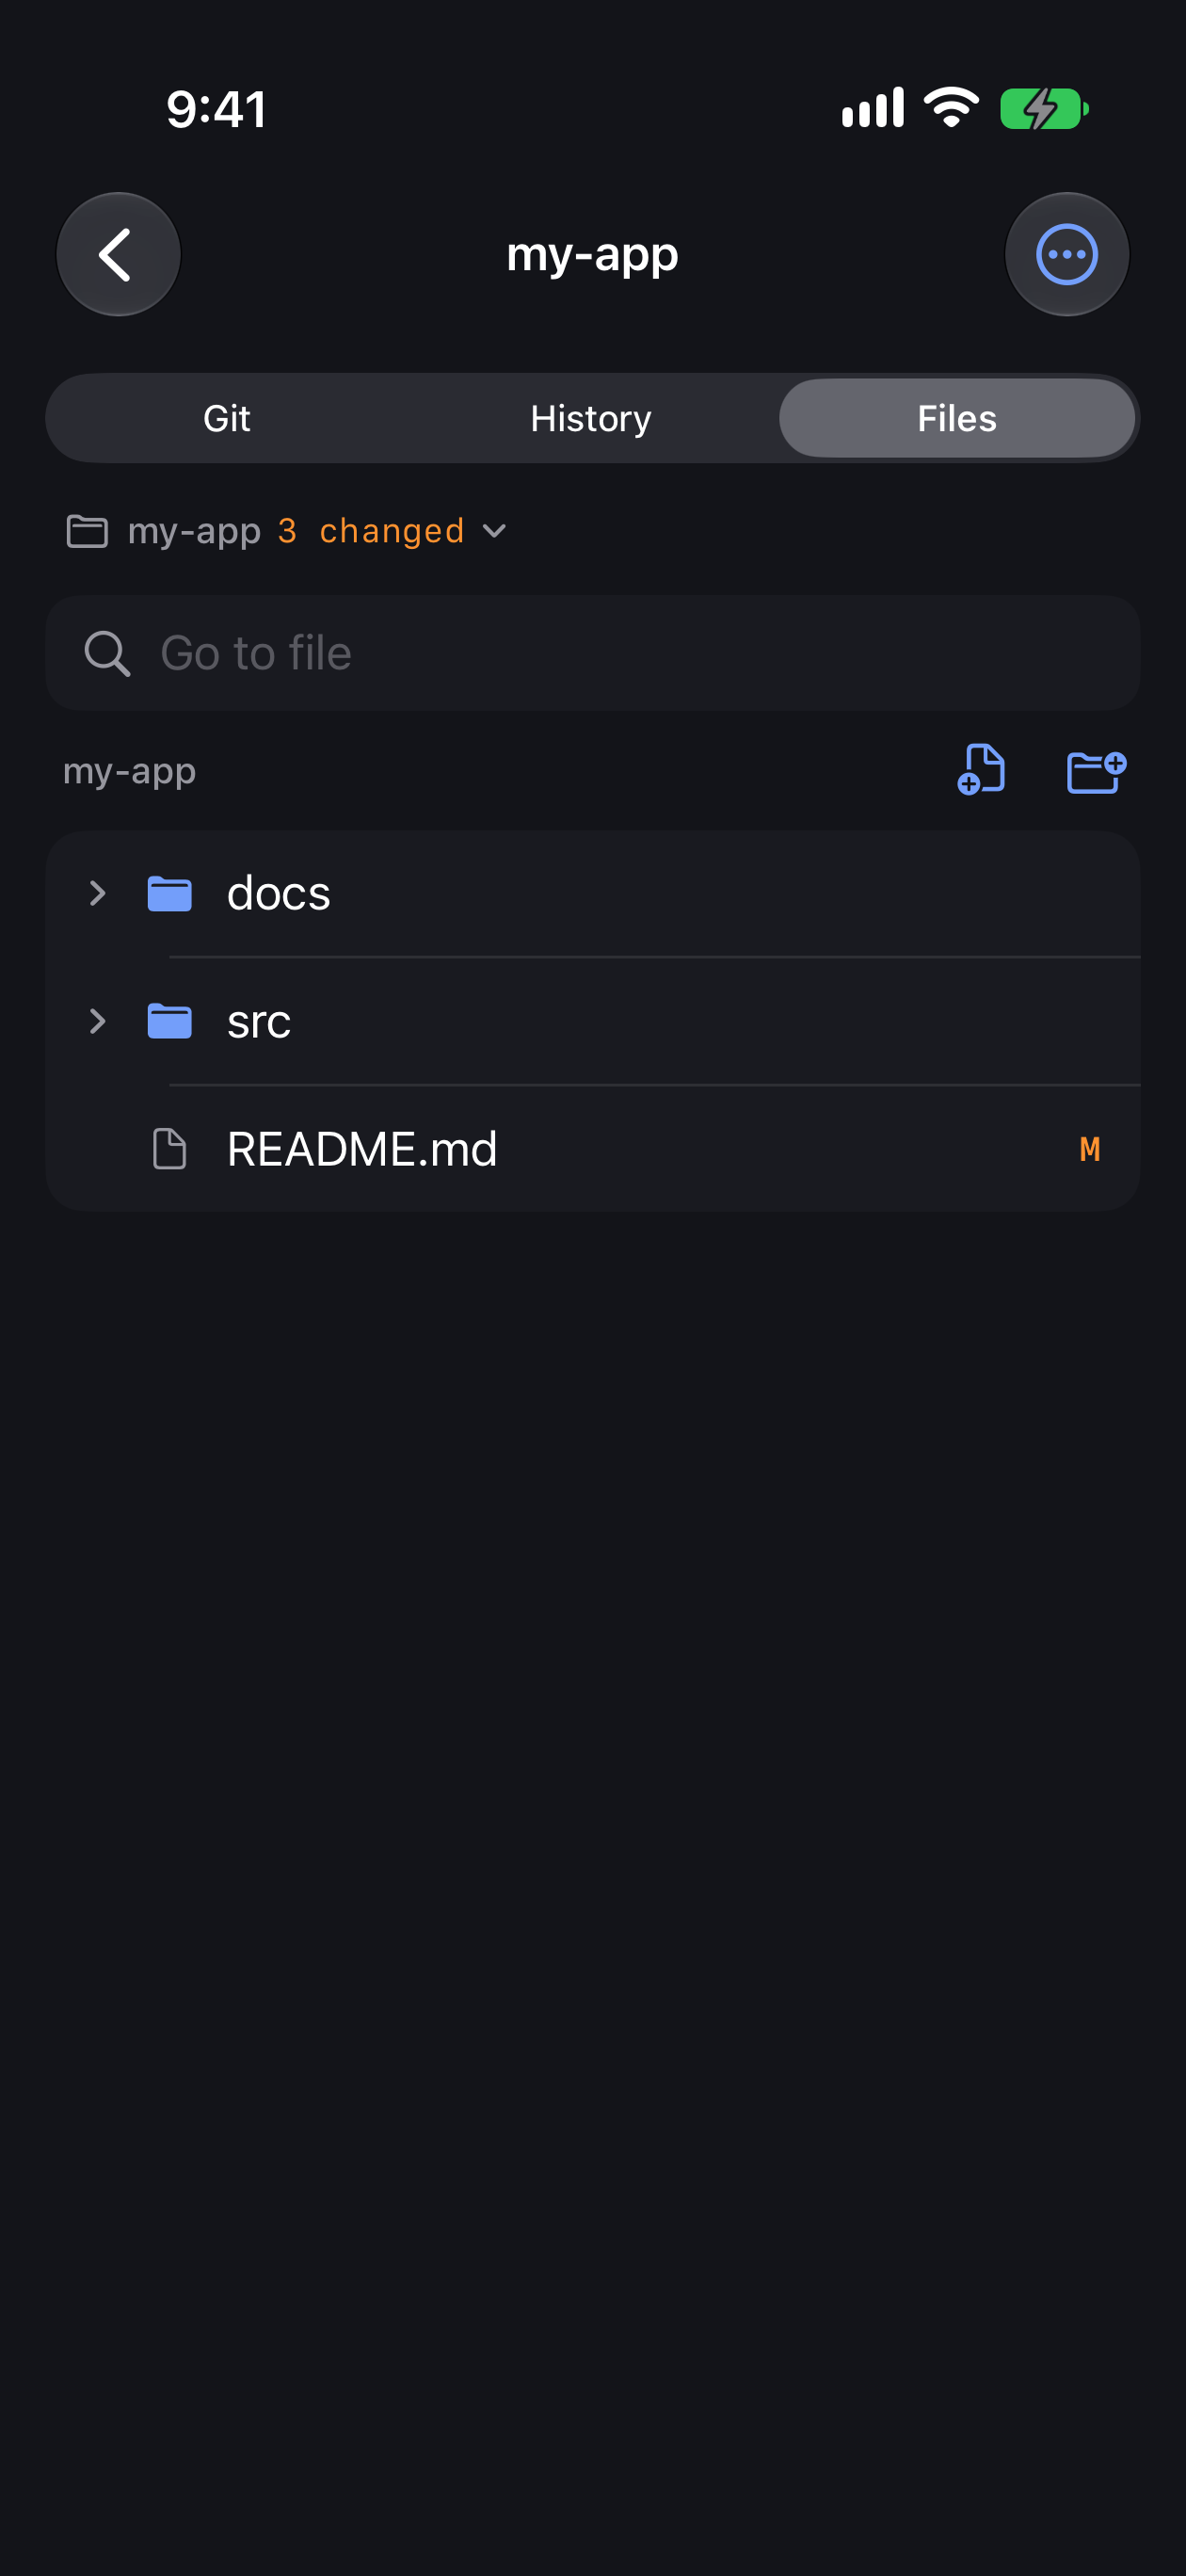 9:41
my-app
Git History Files
my-app 3 changed
Go to file
my-app
docs
src
README.md M